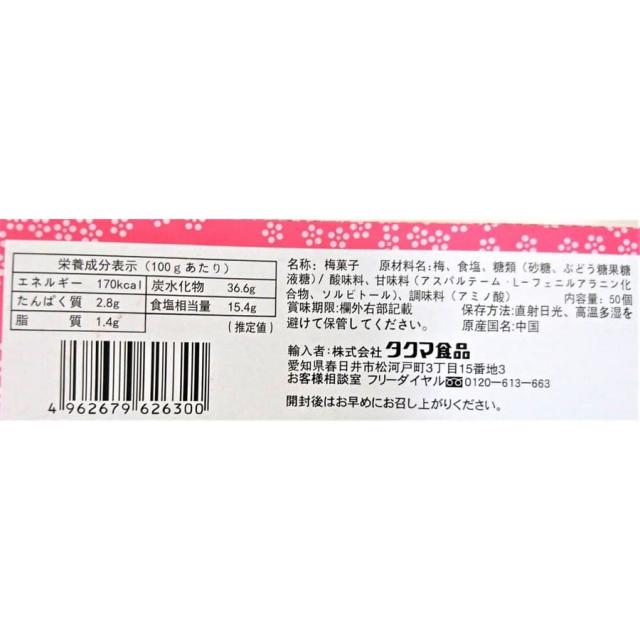 栄養成分表示（100gあたり）
エネルギー 170kcal 炭水化物 36.6g
たんぱく質 2.8g 食塩相当量 15.4g
脂質 1.4g （推定値）
4 962679 626300
名称：梅菓子 原材料名：梅、食塩、糖類（砂糖、ぶどう糖果糖
液糖）/ 酸味料、甘味料（アスパルテーム・L-フェニルアラニン化
合物、ソルビトール）、調味料（アミノ酸） 内容量：50個
賞味期限：欄外右部記載 保存方法：直射日光、高温多湿を
避けて保管してください。 原産国名：中国
輸入者：株式会社 タクマ食品
愛知県春日井市松河戸町3丁目15番地3
お客様相談室 フリーダイヤル 0120-613-663
開封後はお早めにお召し上がりください。